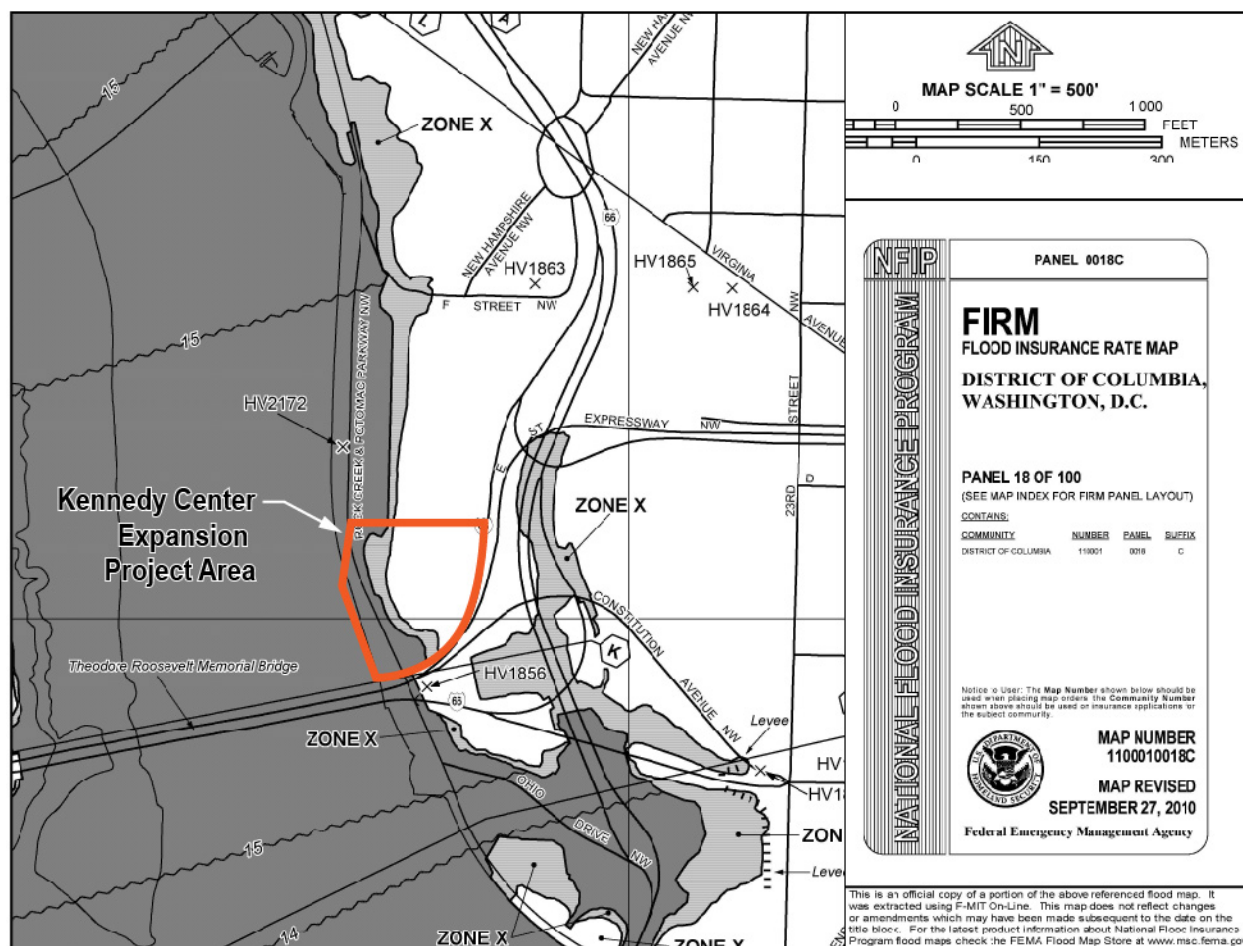 L
A
NEW HAMPSHIRE
AVENUE NW
15
ZONE X
66
NEW HAMPSHIRE
AVENUE NW
HV1863
HV1865
VIRGINIA
HV1864
NW
AVENUE
F STREET NW
15
HV2172
CREEK & POTOMAC PARKWAY NW
STREET
EXPRESSWAY NW
E ST
D
23RD
ZONE X
Kennedy Center
Expansion
Project Area
CONSTITUTION
AVENUE NW
K
Theodore Roosevelt Memorial Bridge
HV1856
66
ZONE X
Levee
OHIO
DRIVE NW
15
14
ZONE X
ZONE X
N
MAP SCALE 1" = 500'
0 500 1 000
FEET
METERS
0 150 300
NFIP
NATIONAL FLOOD INSURANCE PROGRAM
PANEL 0018C
FIRM
FLOOD INSURANCE RATE MAP
DISTRICT OF COLUMBIA,
WASHINGTON, D.C.
PANEL 18 OF 100
(SEE MAP INDEX FOR FIRM PANEL LAYOUT)
CONTAINS:
COMMUNITY NUMBER PANEL SUFFIX
DISTRICT OF COLUMBIA 110001 0018 C
Notice to User: The Map Number shown below should be
used when placing map orders the Community Number
shown above should be used on insurance applications for
the subject community.
U.S. DEPARTMENT OF
HOMELAND SECURITY
MAP NUMBER
1100010018C
MAP REVISED
SEPTEMBER 27, 2010
Federal Emergency Management Agency
This is an official copy of a portion of the above referenced flood map. It
was extracted using F-MIT On-Line. This map does not reflect changes
or amendments which may have been made subsequent to the date on the
title block. For the latest product information about National Flood Insurance
Program flood maps check the FEMA Flood Map Store at www.msc.fema.go